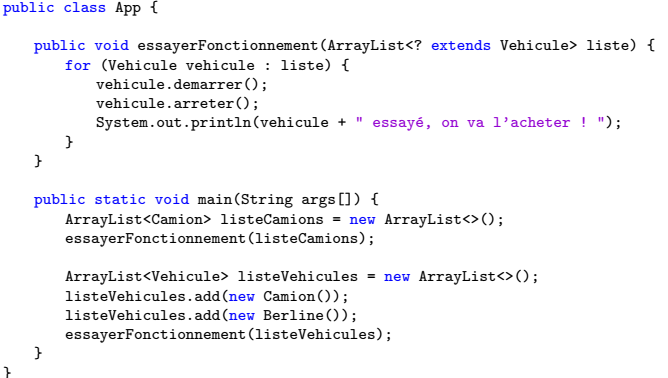 public class App {
public void essayerFonctionnement(ArrayList<? extends Vehicule> liste) {
for (Vehicule vehicule : liste) {
vehicule.demarrer();
vehicule.arreter();
System.out.println(vehicule + " essayé, on va l'acheter ! ");
}
}
public static void main(String args[]) {
ArrayList<Camion> listeCamions = new ArrayList<>();
essayerFonctionnement(listeCamions);
ArrayList<Vehicule> listeVehicules = new ArrayList<>();
listeVehicules.add(new Camion());
listeVehicules.add(new Berline());
essayerFonctionnement(listeVehicules);
}
}